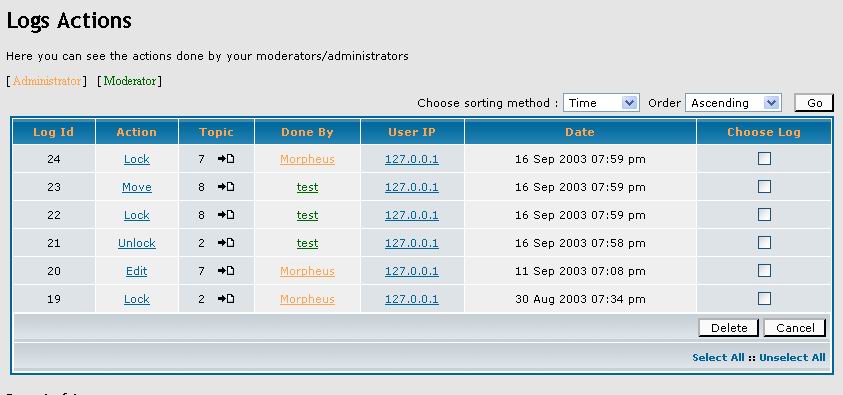 Logs Actions
Here you can see the actions done by your moderators/administrators
[ Administrator ] [ Moderator ]
Choose sorting method : Time Order Ascending Go
Log Id Action Topic Done By User IP Date Choose Log
24 Lock 7 Morpheus 127.0.0.1 16 Sep 2003 07:59 pm
23 Move 8 test 127.0.0.1 16 Sep 2003 07:59 pm
22 Lock 8 test 127.0.0.1 16 Sep 2003 07:59 pm
21 Unlock 2 test 127.0.0.1 16 Sep 2003 07:58 pm
20 Edit 7 Morpheus 127.0.0.1 11 Sep 2003 07:08 pm
19 Lock 2 Morpheus 127.0.0.1 30 Aug 2003 07:34 pm
Delete Cancel
Select All :: Unselect All